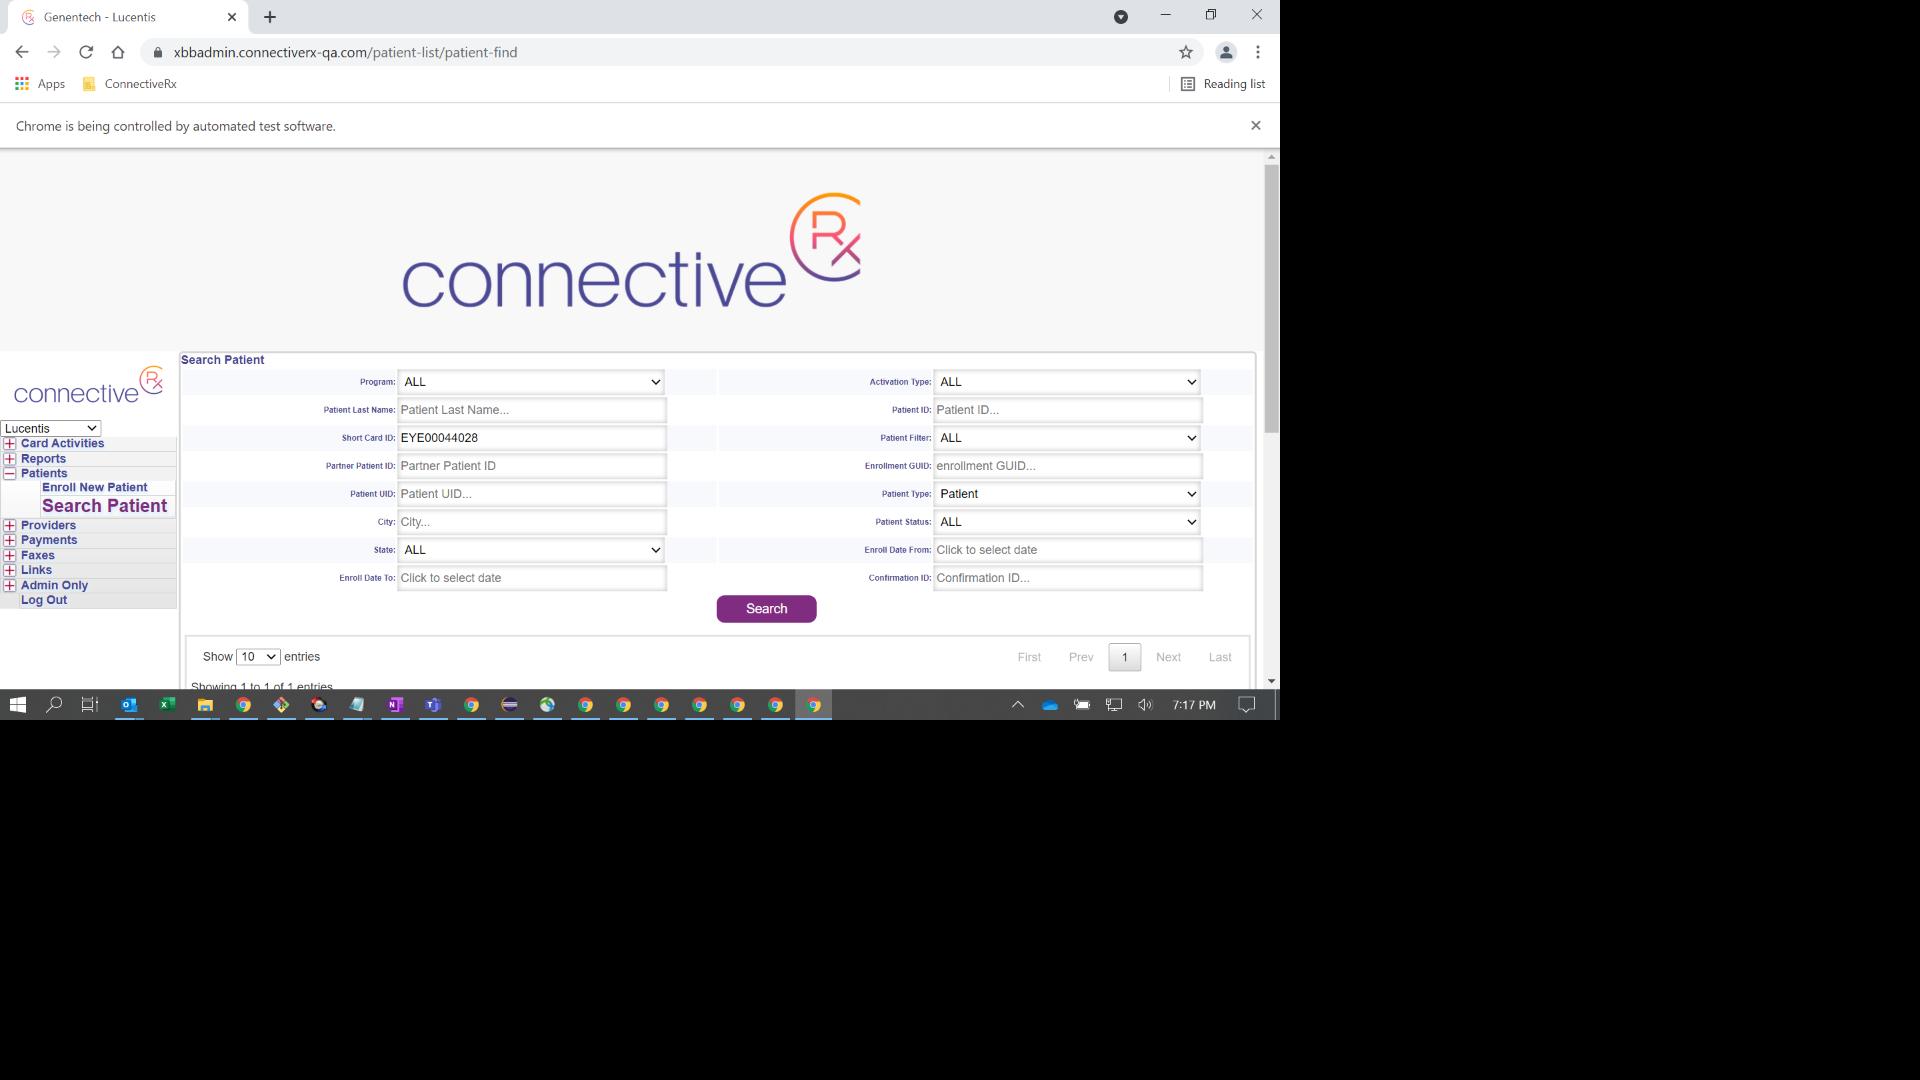 Genentech - Lucentis
xbbadmin.connectiverx-qa.com/patient-list/patient-find
Apps ConnectiveRx Reading list
Chrome is being controlled by automated test software.
connective Rx
connective Rx
Lucentis
Card Activities
Reports
Patients
Enroll New Patient
Search Patient
Providers
Payments
Faxes
Links
Admin Only
Log Out
Search Patient
Program: ALL Activation Type: ALL
Patient Last Name: Patient Last Name... Patient ID: Patient ID...
Short Card ID: EYE00044028 Patient Filter: ALL
Partner Patient ID: Partner Patient ID Enrollment GUID: enrollment GUID...
Patient UID: Patient UID... Patient Type: Patient
City: City... Patient Status: ALL
State: ALL Enroll Date From: Click to select date
Enroll Date To: Click to select date Confirmation ID: Confirmation ID...
Search
Show 10 entries First Prev 1 Next Last
Showing 1 to 1 of 1 entries
7:17 PM